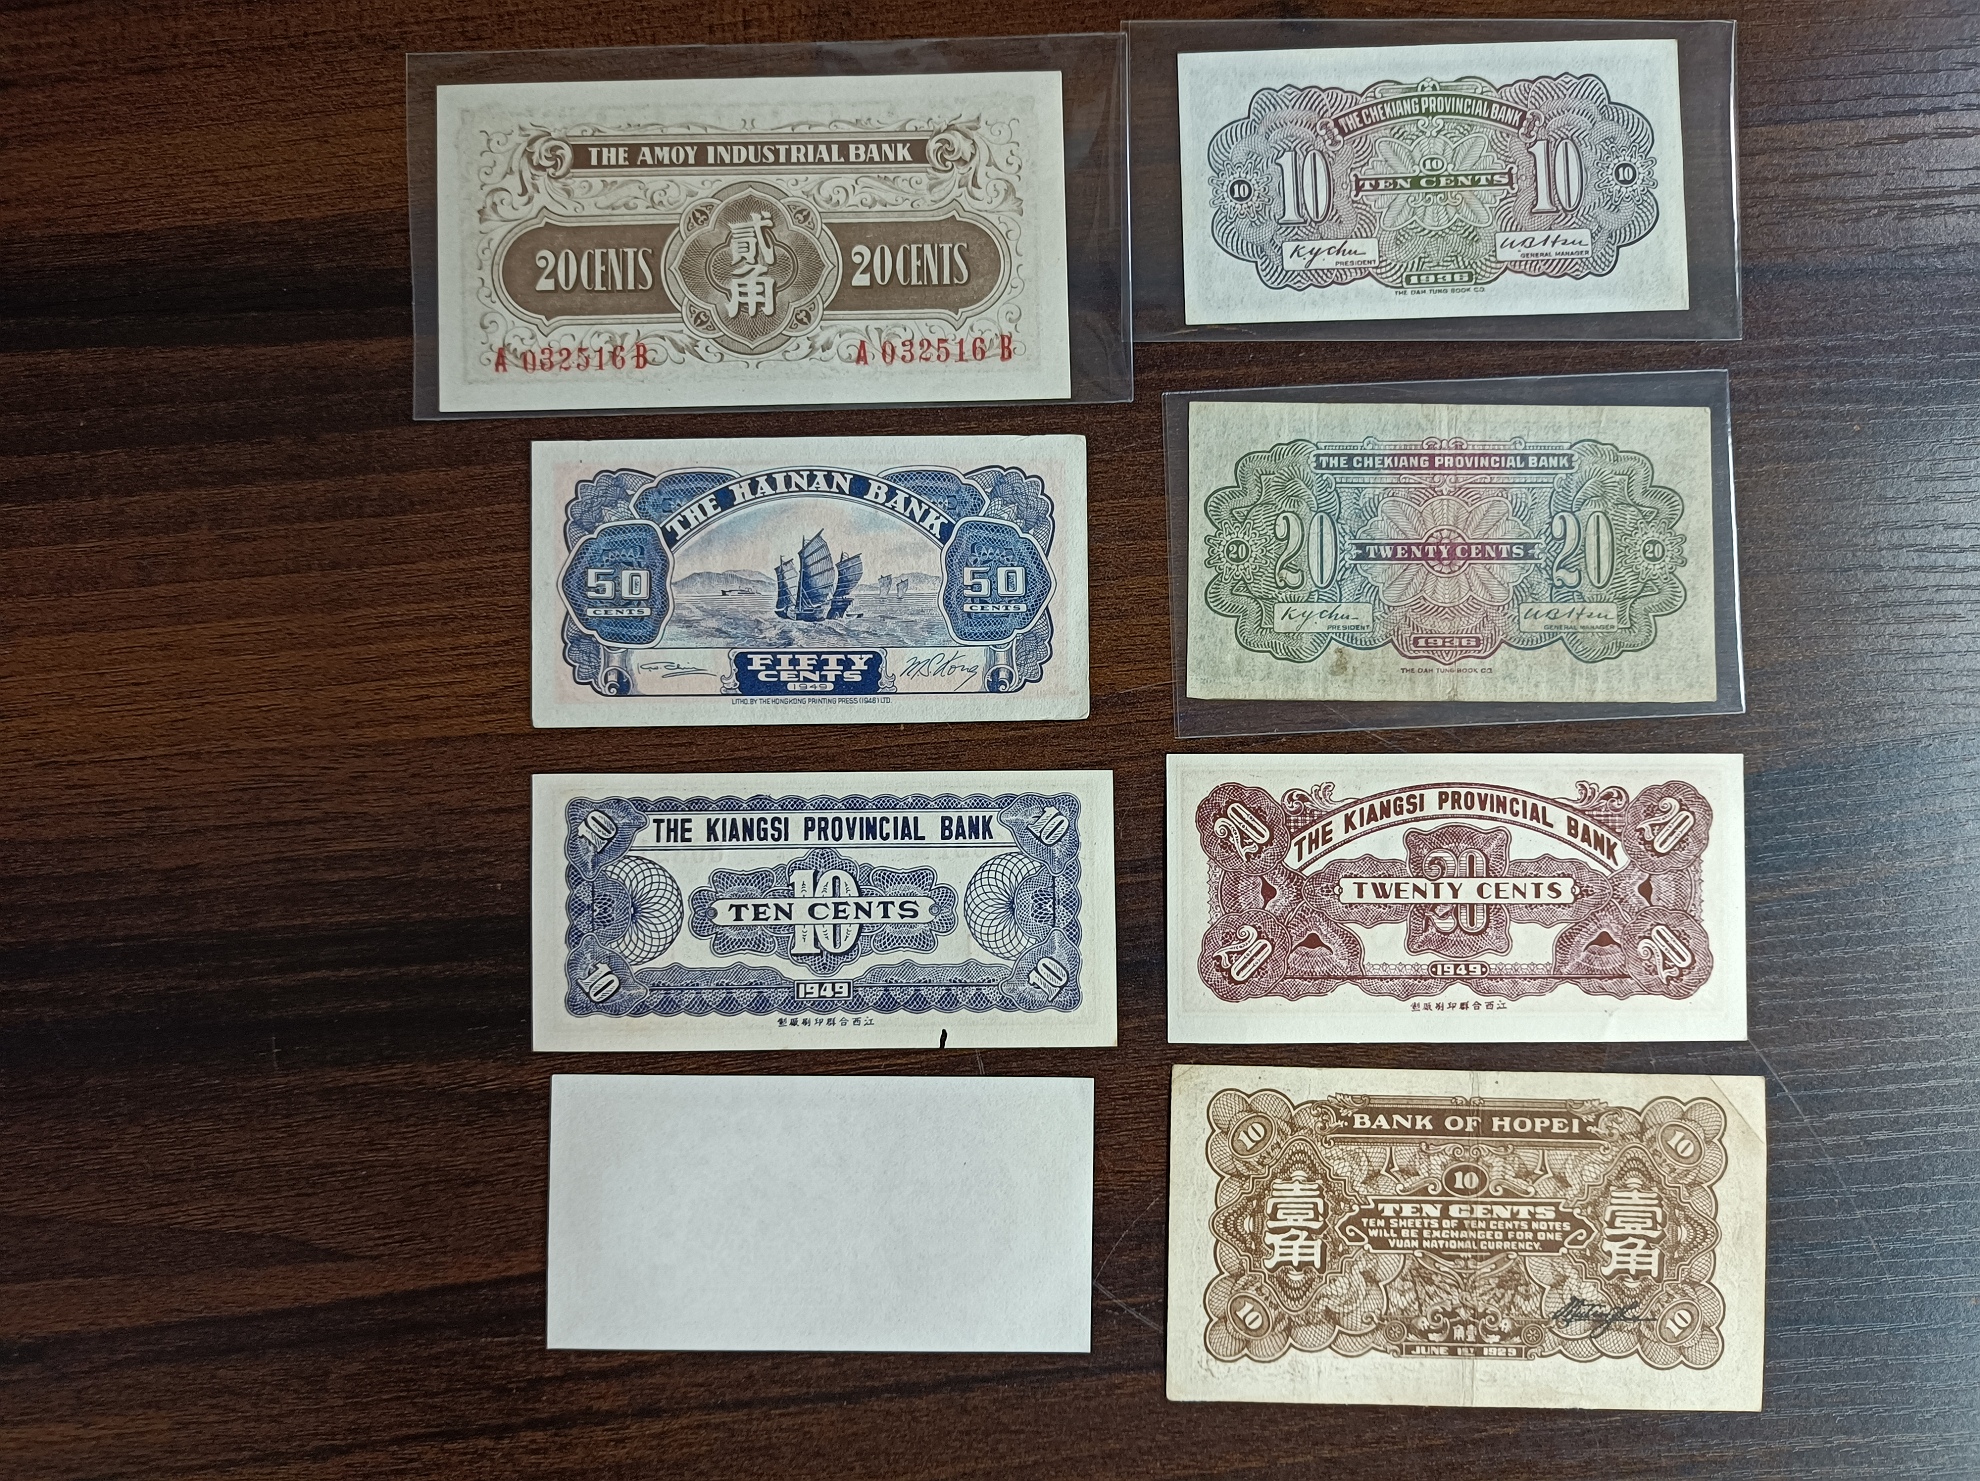 THE AMOY INDUSTRIAL BANK
20 CENTS
貳角
20 CENTS
A 032516 B
A 032516 B
THE CHEKIANG PROVINCIAL BANK
10
10
10
10
10
TEN CENTS
PRESIDENT
GENERAL MANAGER
1936
THE DAH TUNG BOOK CO.
THE HAINAN BANK
50
CENTS
50
CENTS
FIFTY
CENTS
1949
LITHO. BY THE HONGKONG PRINTING PRESS (1946) LTD.
THE CHEKIANG PROVINCIAL BANK
20
20
TWENTY CENTS
20
20
PRESIDENT
GENERAL MANAGER
1936
THE DAH TUNG BOOK CO.
10
THE KIANGSI PROVINCIAL BANK
10
10
TEN CENTS
10
1949
10
製廠刷印群合西江
20
THE KIANGSI PROVINCIAL BANK
20
20
TWENTY CENTS
20
1949
20
製廠刷印群合西江
BANK OF HOPEI
10
10
10
壹角
TEN CENTS
TEN SHEETS OF TEN CENTS NOTES
WILL BE EXCHANGED FOR ONE
YUAN NATIONAL CURRENCY.
壹角
10
10
JUNE 1ST 1929